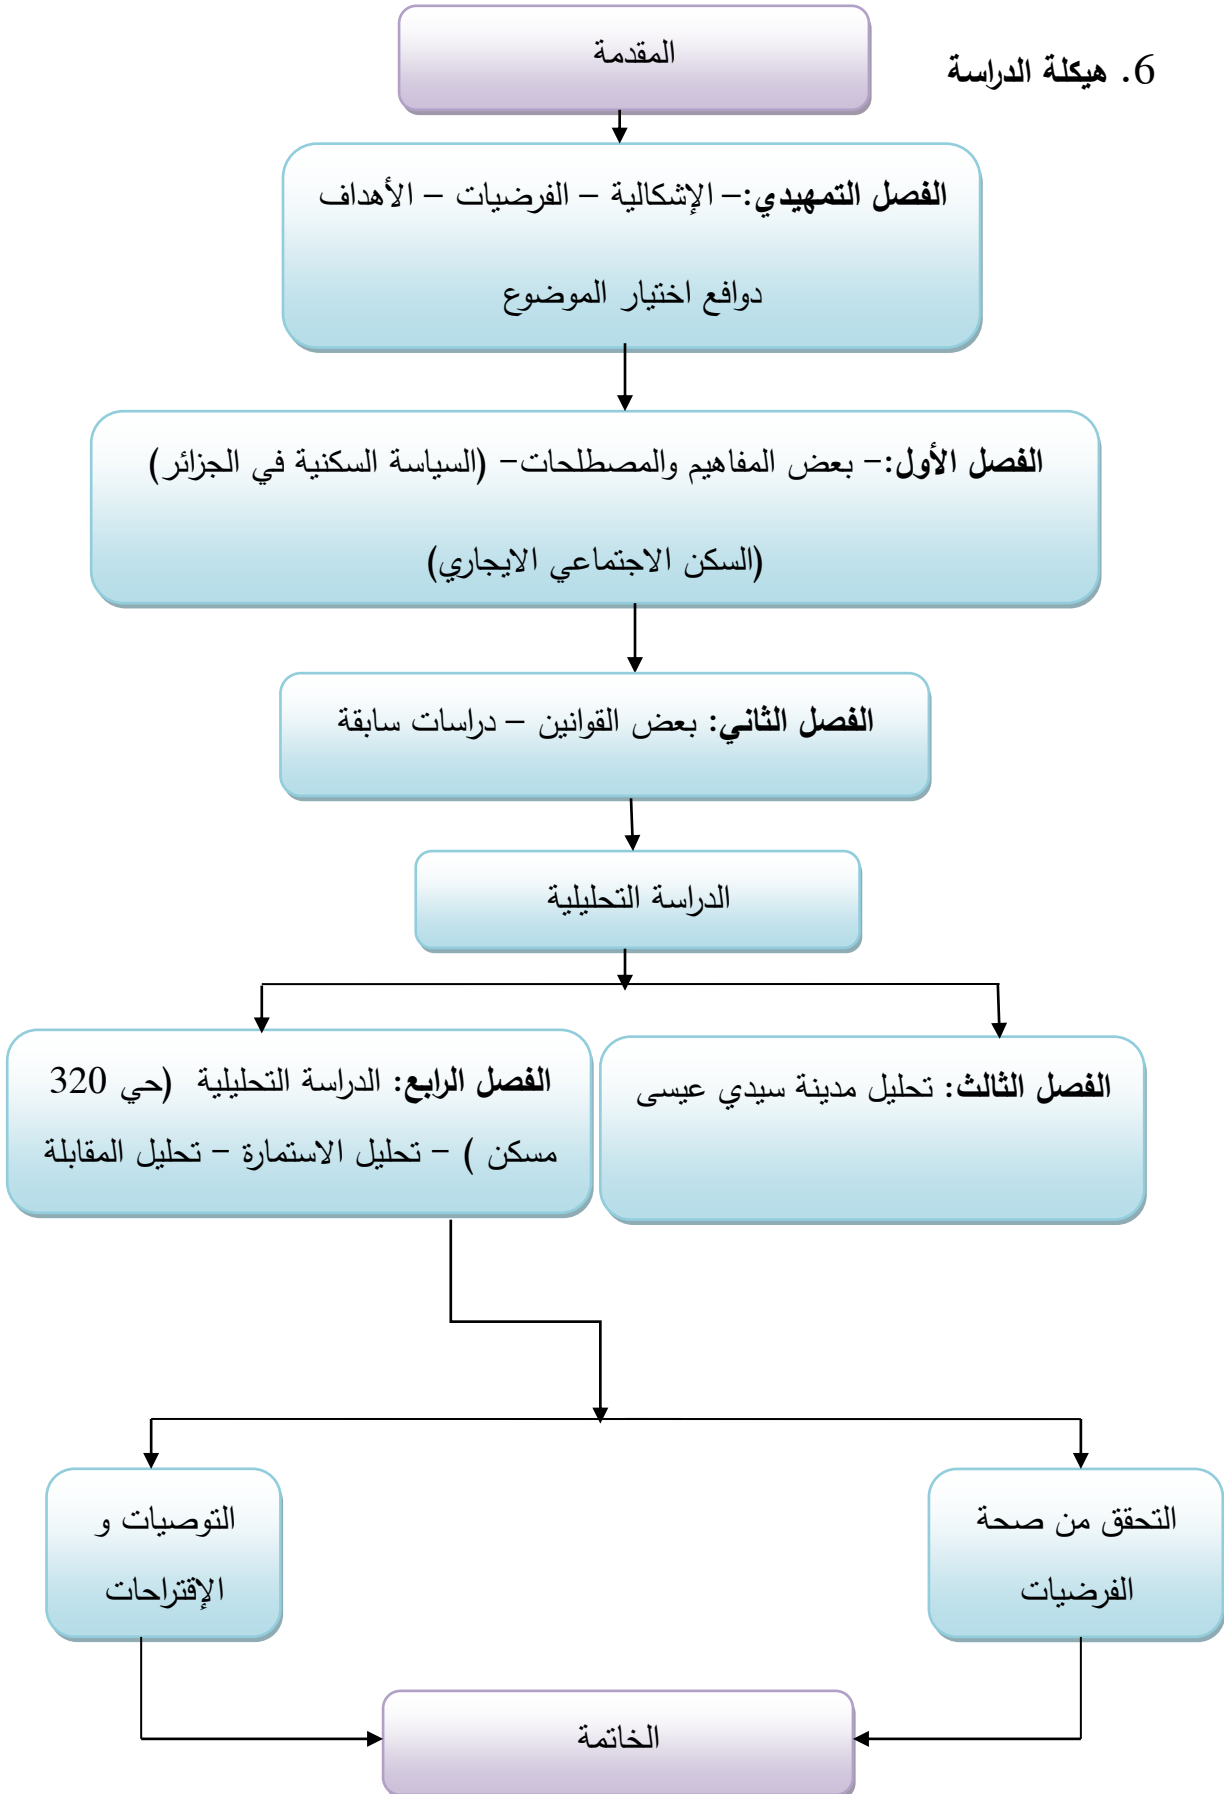 6. هيكلة الدراسة
المقدمة
الفصل التمهيدي:– الإشكالية – الفرضيات – الأهداف
دوافع اختيار الموضوع
الفصل الأول:– بعض المفاهيم والمصطلحات– (السياسة السكنية في الجزائر)
(السكن الاجتماعي الايجاري)
الفصل الثاني: بعض القوانين – دراسات سابقة
الدراسة التحليلية
الفصل الثالث: تحليل مدينة سيدي عيسى
الفصل الرابع: الدراسة التحليلية (حي 320
مسكن ) – تحليل الاستمارة – تحليل المقابلة
التحقق من صحة
الفرضيات
التوصيات و
الإقتراحات
الخاتمة